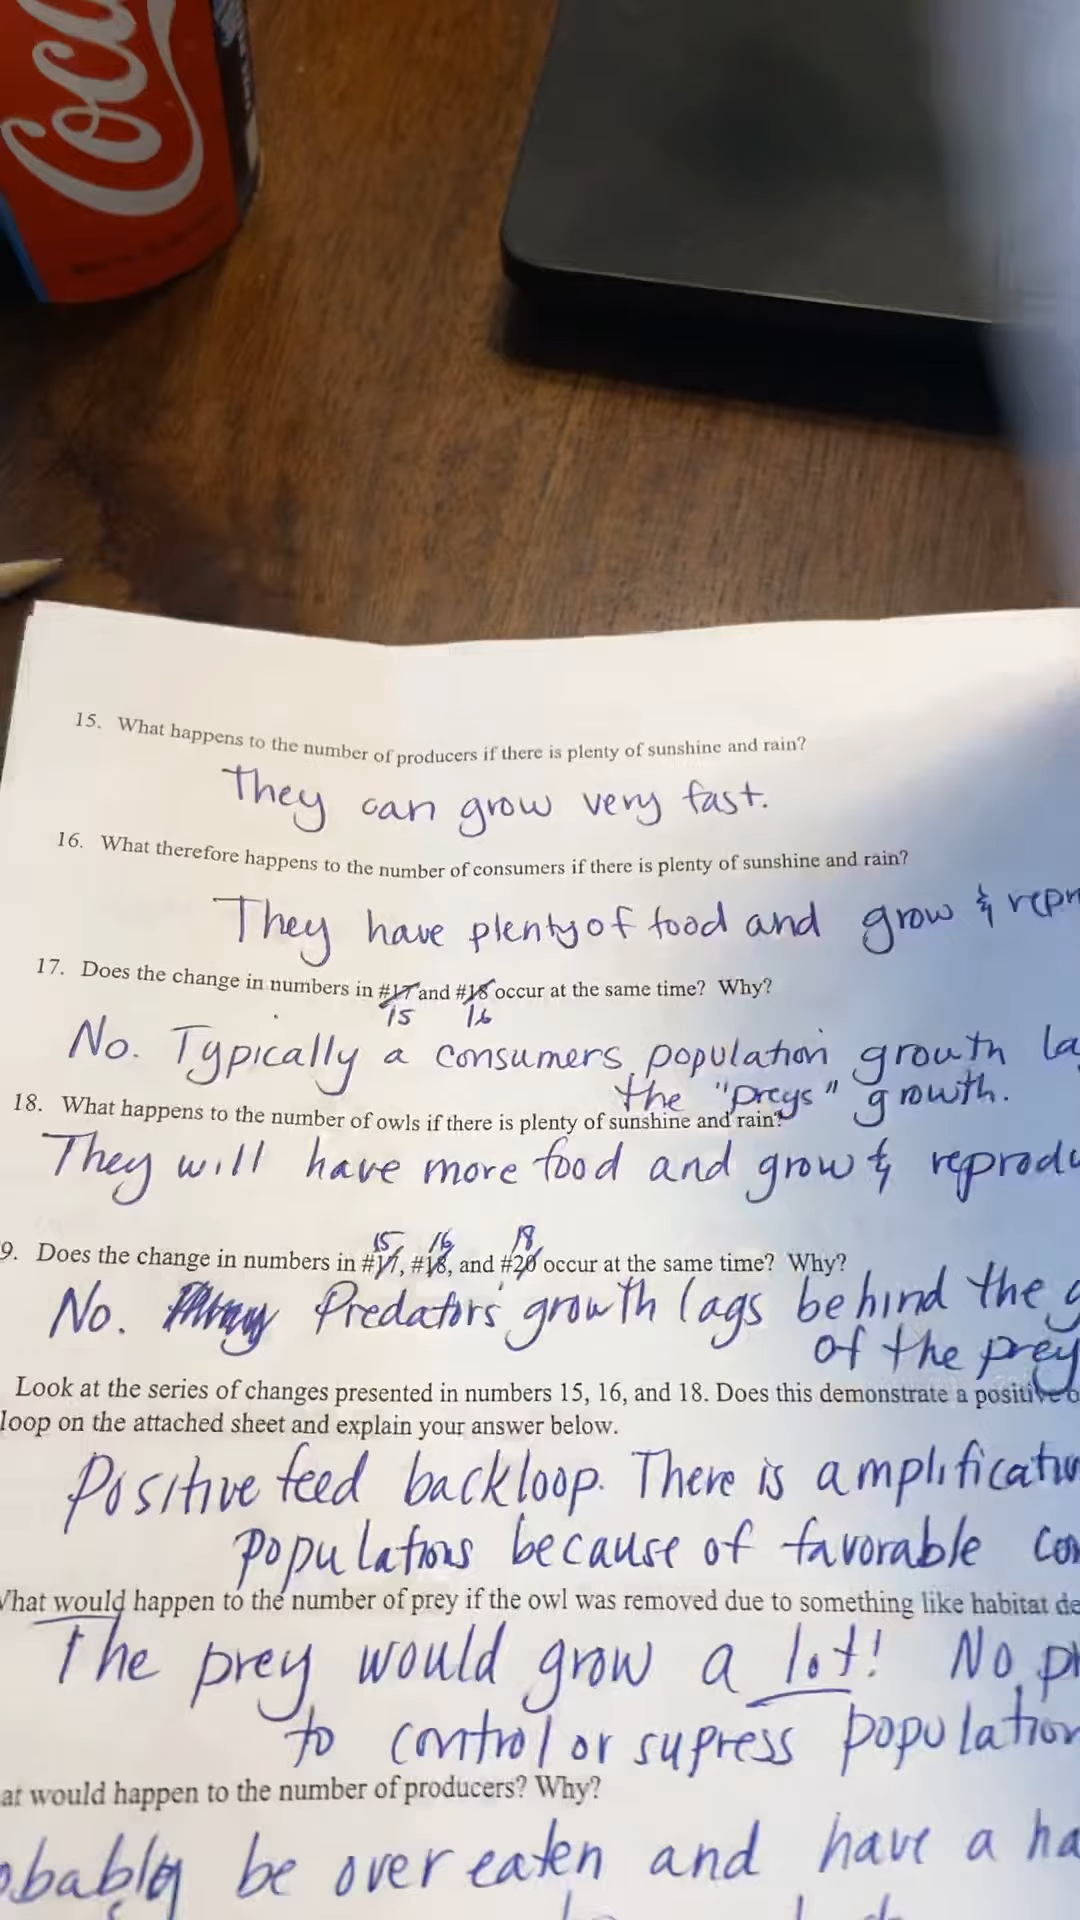 Coca
15. What happens to the number of producers if there is plenty of sunshine and rain?
They can grow very fast.
16. What therefore happens to the number of consumers if there is plenty of sunshine and rain?
They have plenty of food and grow & repr
17. Does the change in numbers in #17 and #18 occur at the same time? Why?
15 16
No. Typically a consumers population growth la
the "preys" growth.
18. What happens to the number of owls if there is plenty of sunshine and rain?
They will have more food and grow & reprodu
15 16 18
9. Does the change in numbers in #17, #18, and #20 occur at the same time? Why?
No. Predators' growth lags behind the g
of the prey
Look at the series of changes presented in numbers 15, 16, and 18. Does this demonstrate a positive o
loop on the attached sheet and explain your answer below.
Positive feed back loop. There is amplificatio
populations because of favorable con
What would happen to the number of prey if the owl was removed due to something like habitat de
The prey would grow a lot! No pr
to control or supress population
at would happen to the number of producers? Why?
obably be over eaten and have a ha